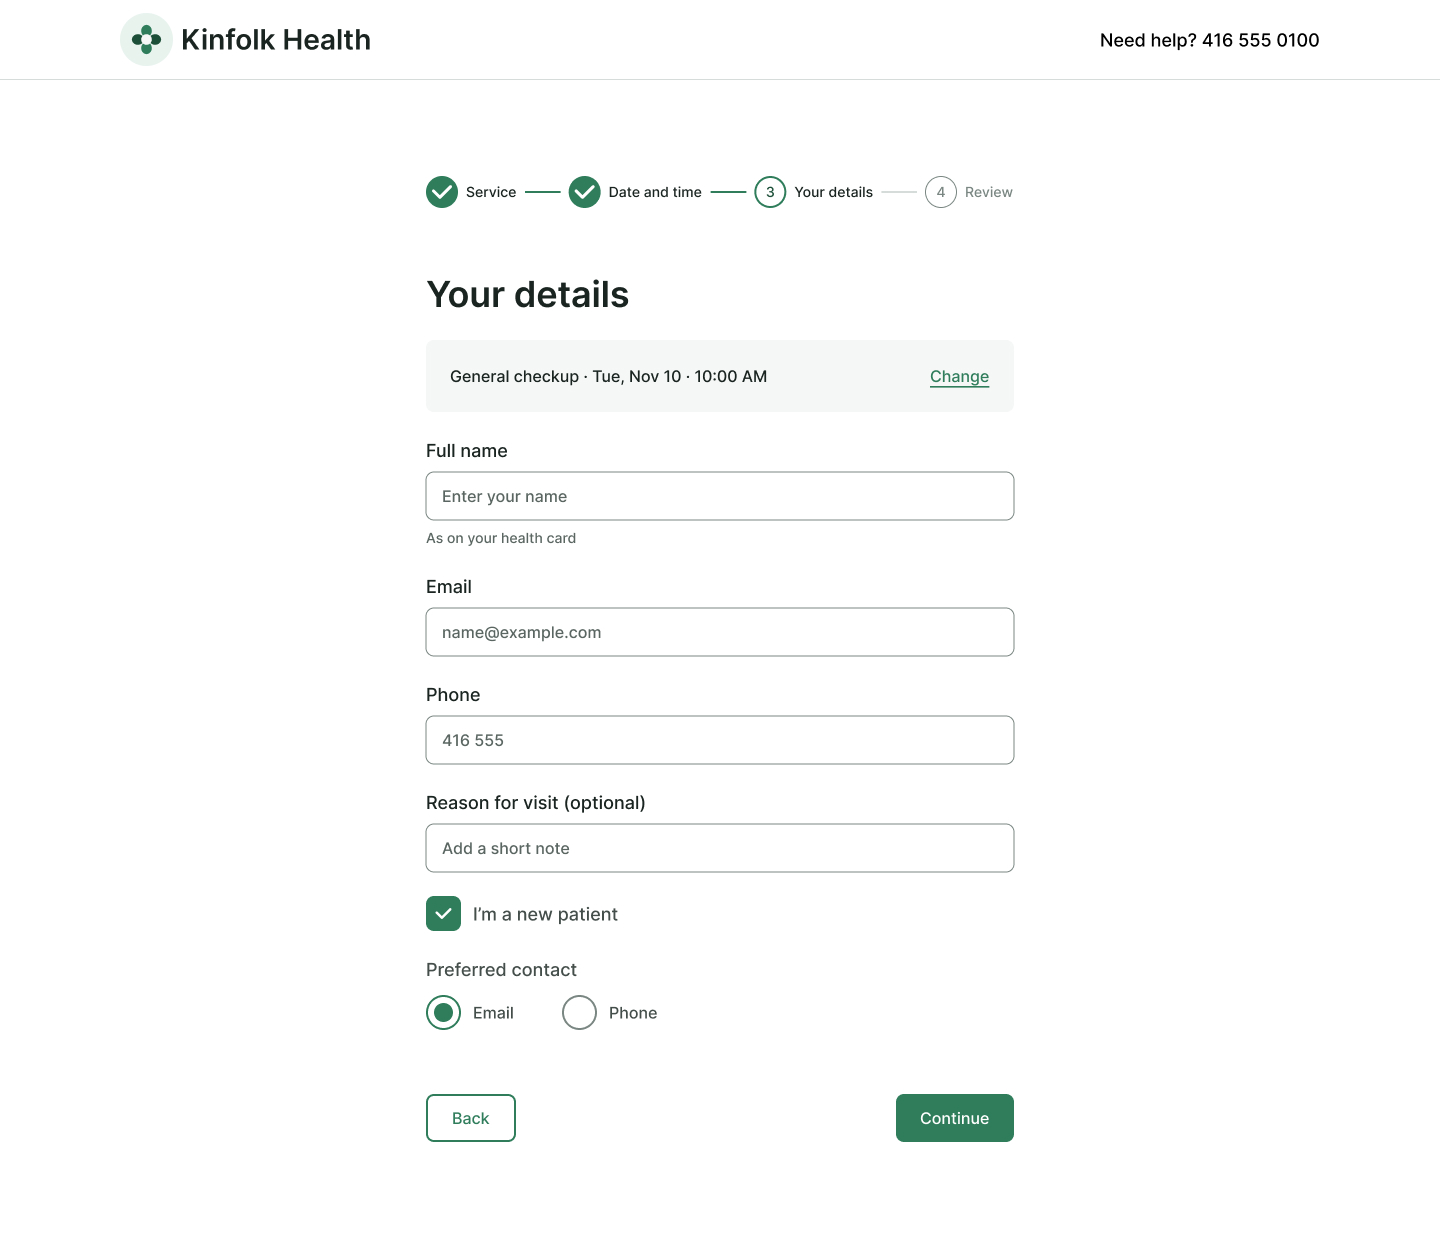 Kinfolk Health
Need help? 416 555 0100
Service
Date and time
3 Your details
4 Review
Your details
General checkup · Tue, Nov 10 · 10:00 AM
Change
Full name
Enter your name
As on your health card
Email
name@example.com
Phone
416 555
Reason for visit (optional)
Add a short note
I’m a new patient
Preferred contact
Email
Phone
Back
Continue